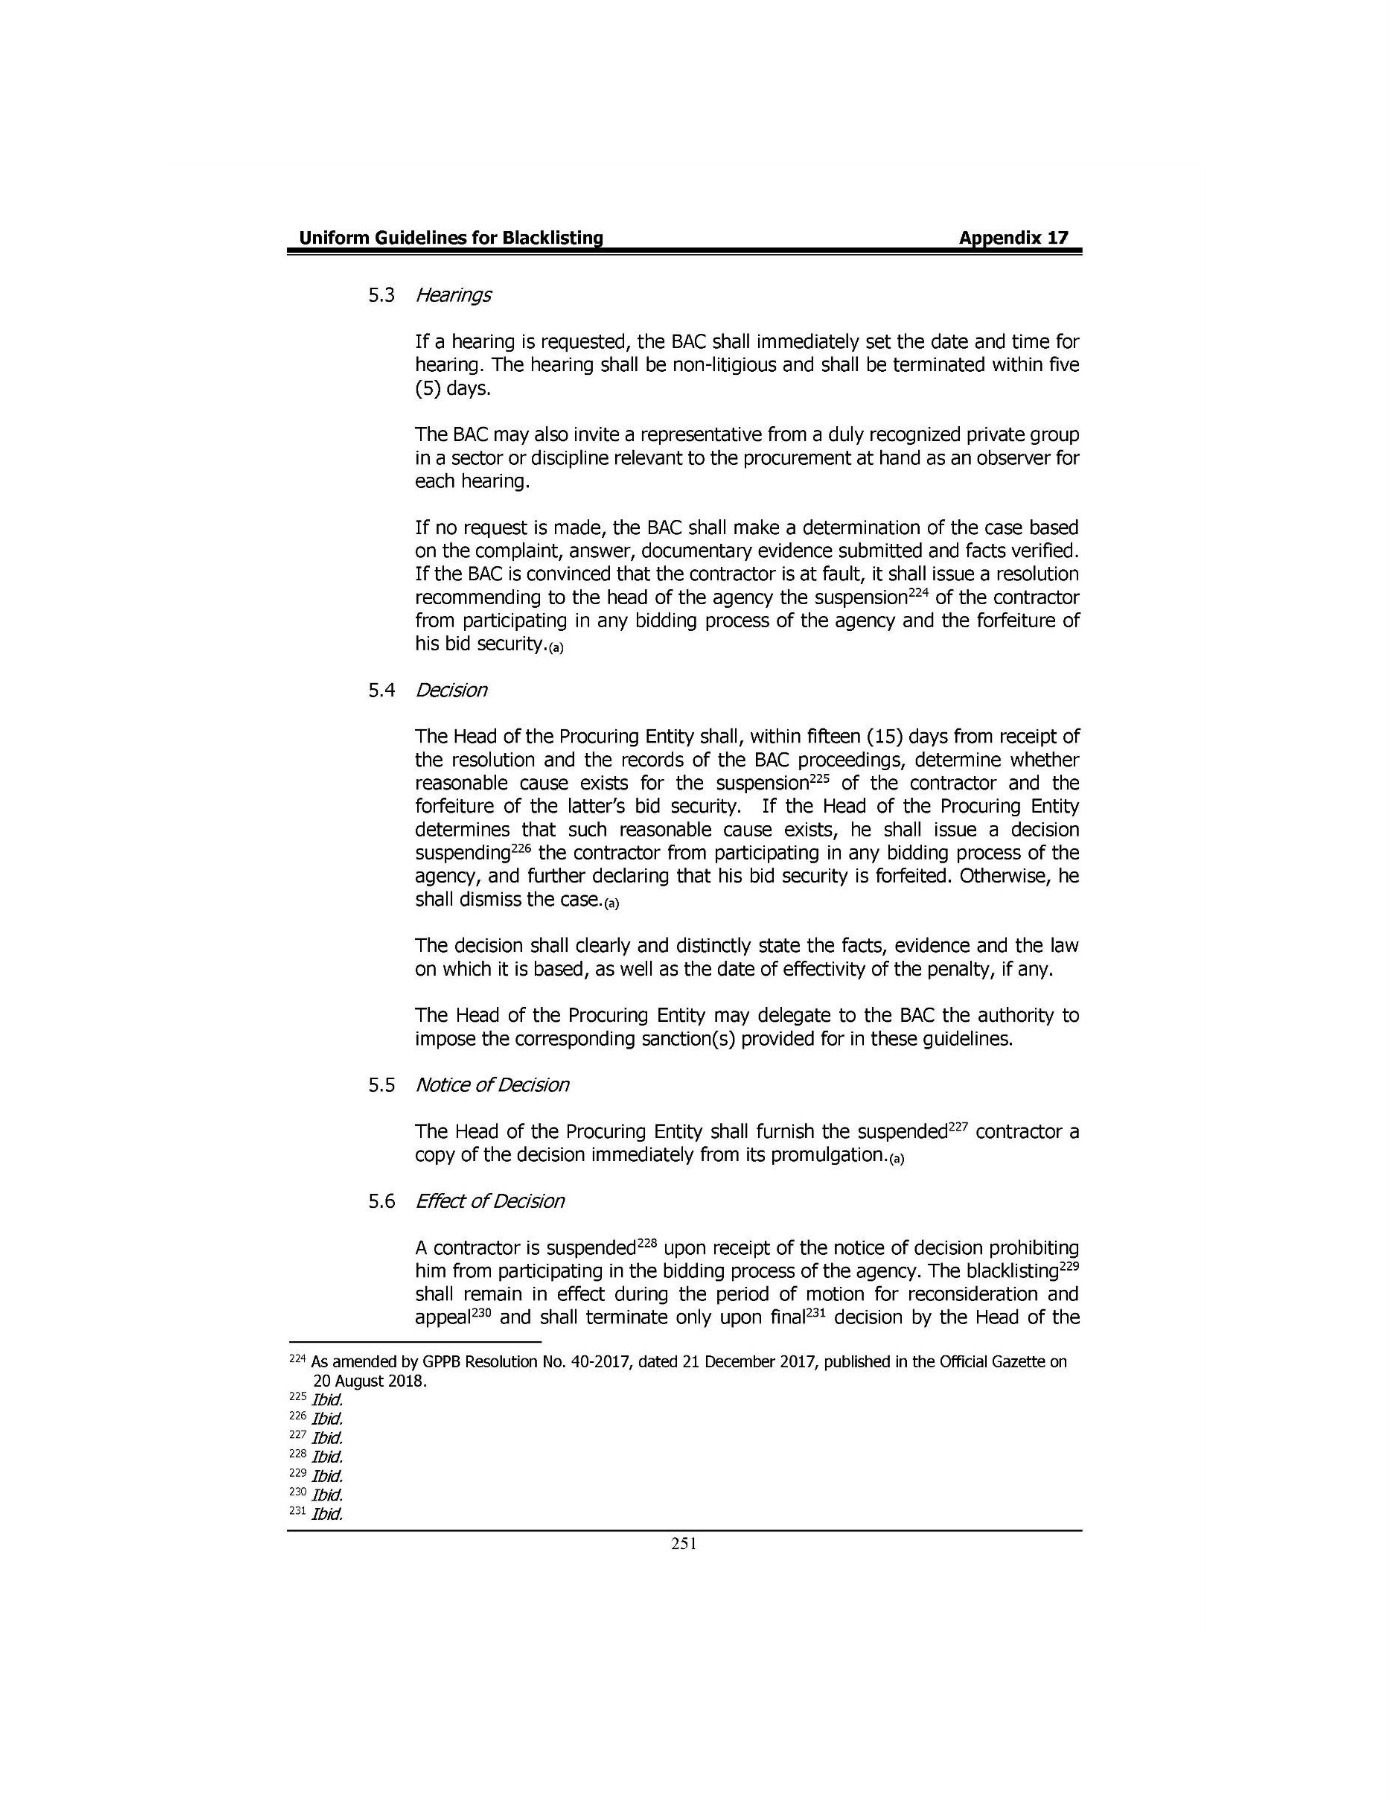 Uniform Guidelines for Blacklisting Appendix 17
5.3 Hearings
If a hearing is requested, the BAC shall immediately set the date and time for
hearing. The hearing shall be non-litigious and shall be terminated within five
(5) days.
The BAC may also invite a representative from a duly recognized private group
in a sector or discipline relevant to the procurement at hand as an observer for
each hearing.
If no request is made, the BAC shall make a determination of the case based
on the complaint, answer, documentary evidence submitted and facts verified.
If the BAC is convinced that the contractor is at fault, it shall issue a resolution
recommending to the head of the agency the suspension224 of the contractor
from participating in any bidding process of the agency and the forfeiture of
his bid security.(a)
5.4 Decision
The Head of the Procuring Entity shall, within fifteen (15) days from receipt of
the resolution and the records of the BAC proceedings, determine whether
reasonable cause exists for the suspension225 of the contractor and the
forfeiture of the latter's bid security. If the Head of the Procuring Entity
determines that such reasonable cause exists, he shall issue a decision
suspending226 the contractor from participating in any bidding process of the
agency, and further declaring that his bid security is forfeited. Otherwise, he
shall dismiss the case.(a)
The decision shall clearly and distinctly state the facts, evidence and the law
on which it is based, as well as the date of effectivity of the penalty, if any.
The Head of the Procuring Entity may delegate to the BAC the authority to
impose the corresponding sanction(s) provided for in these guidelines.
5.5 Notice of Decision
The Head of the Procuring Entity shall furnish the suspended227 contractor a
copy of the decision immediately from its promulgation.(a)
5.6 Effect of Decision
A contractor is suspended228 upon receipt of the notice of decision prohibiting
him from participating in the bidding process of the agency. The blacklisting229
shall remain in effect during the period of motion for reconsideration and
appeal230 and shall terminate only upon final231 decision by the Head of the
224 As amended by GPPB Resolution No. 40-2017, dated 21 December 2017, published in the Official Gazette on
20 August 2018.
225 Ibid.
226 Ibid.
227 Ibid.
228 Ibid.
229 Ibid.
230 Ibid.
231 Ibid.
251